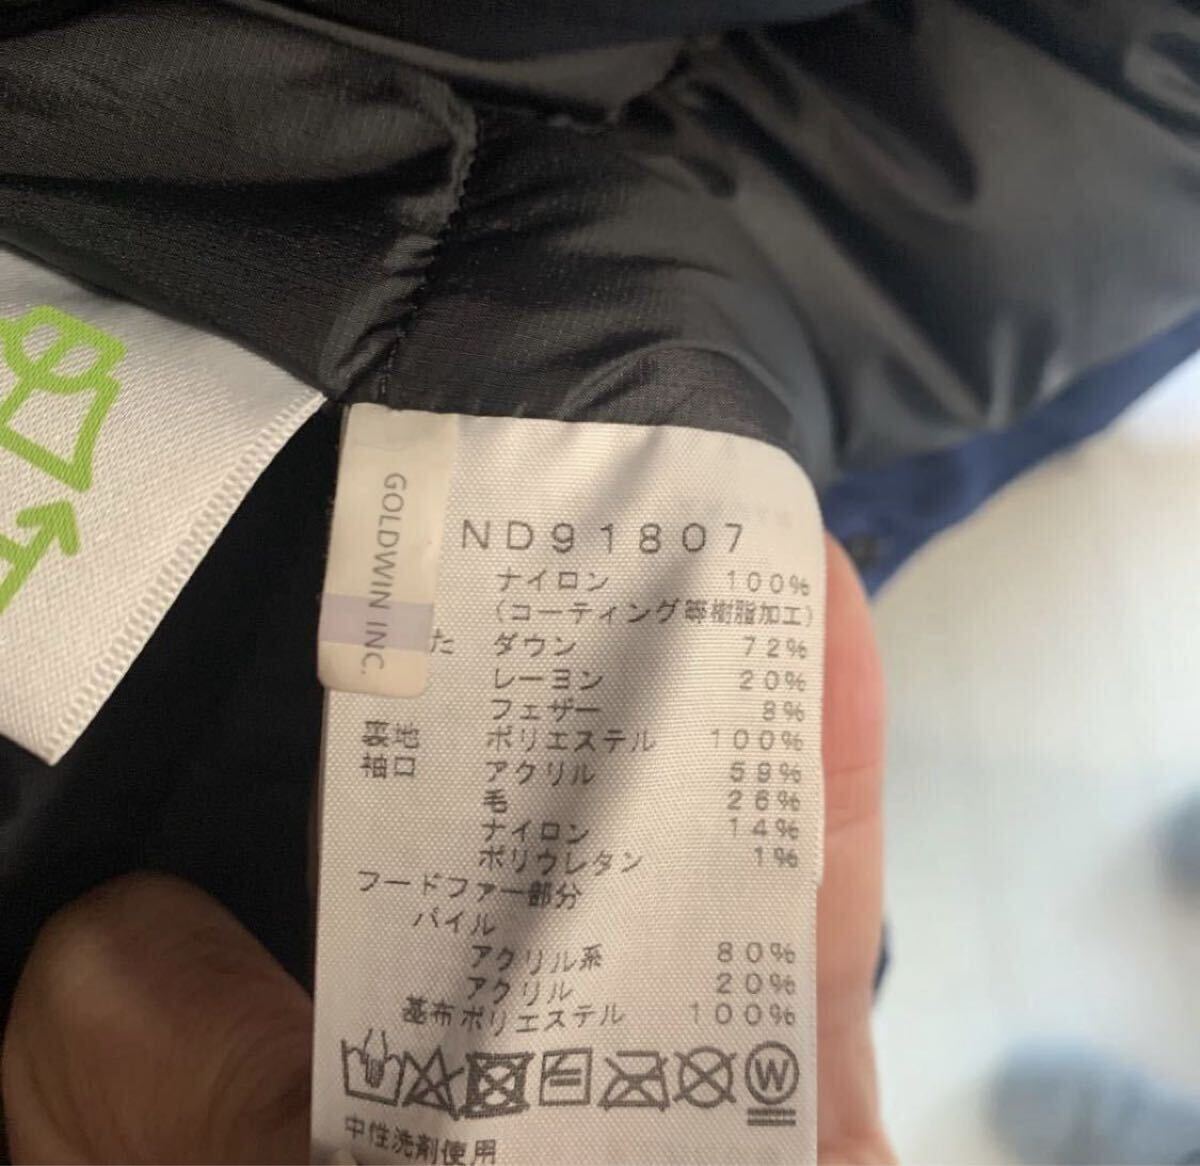 GOLDWIN INC.
ND91807
ナイロン 100%
(コーティング等樹脂加工)
た ダウン 72%
レーヨン 20%
フェザー 8%
裏地 ポリエステル 100%
袖口 アクリル 59%
毛 26%
ナイロン 14%
ポリウレタン 1%
フードファー部分
パイル
アクリル系 80%
アクリル 20%
基布ポリエステル 100%
W
中性洗剤使用